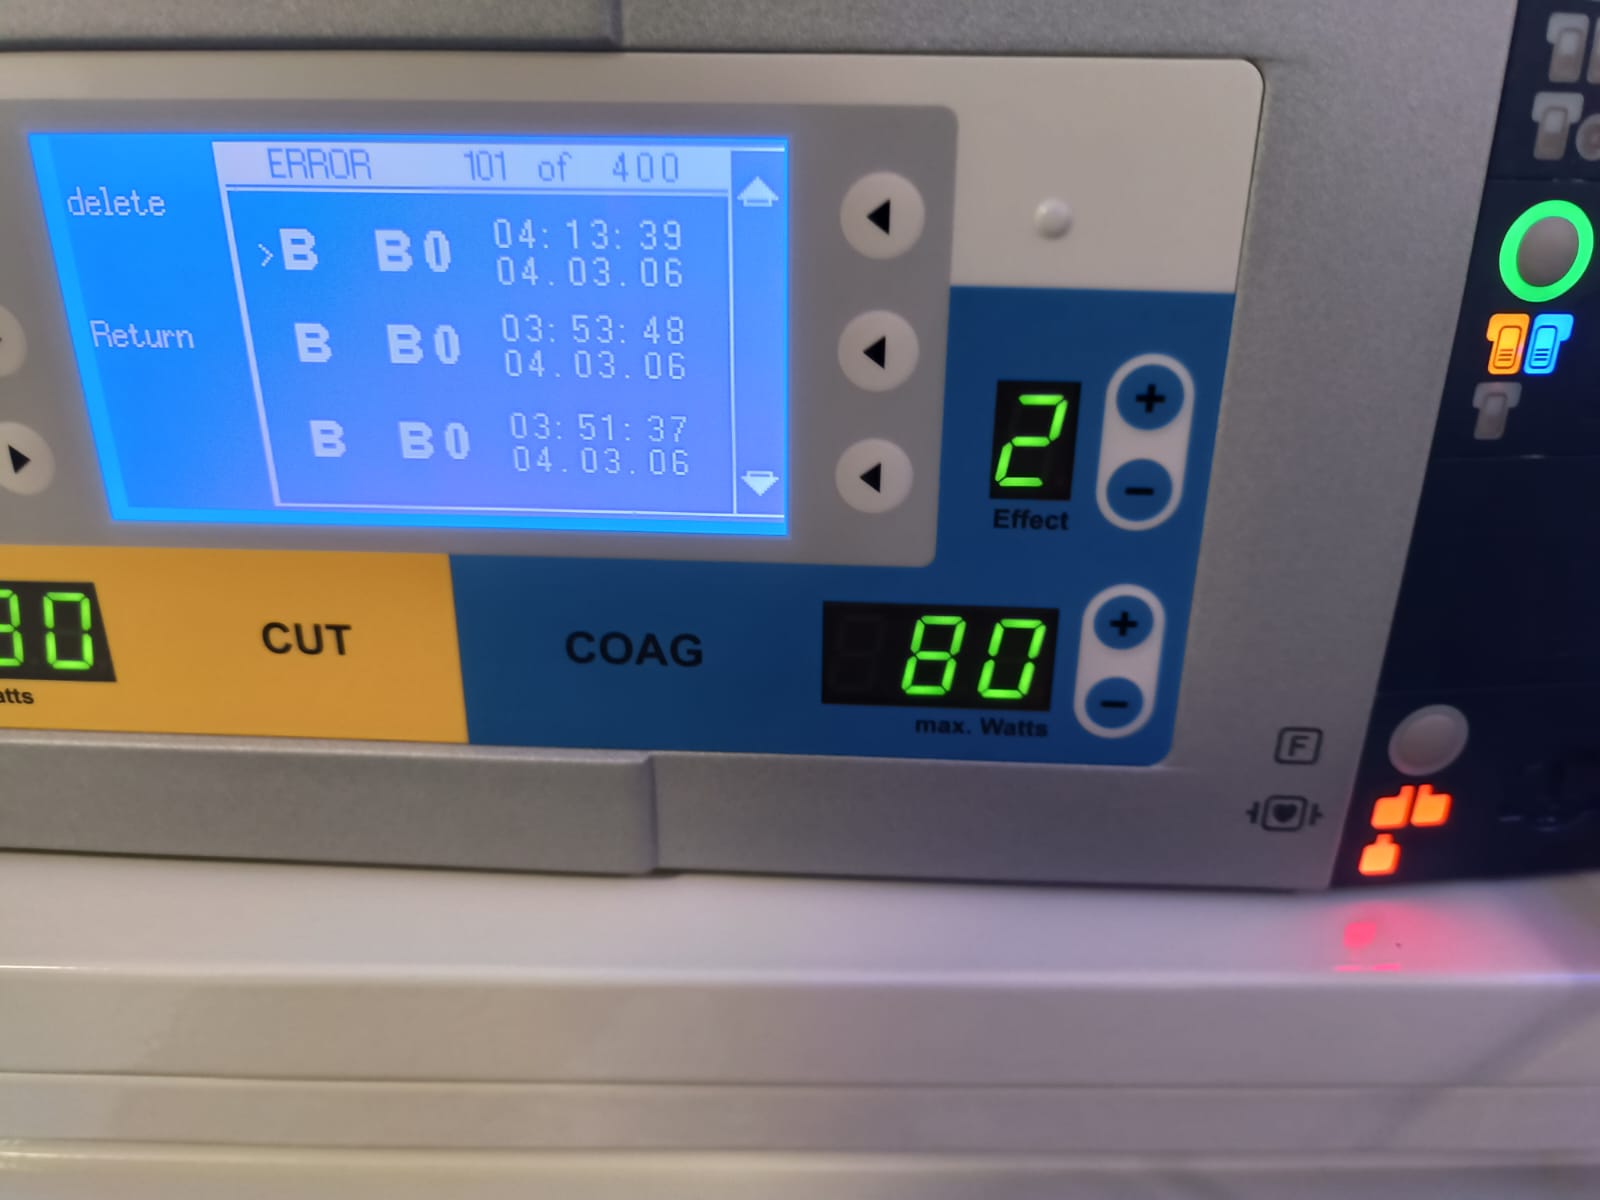 ERROR 101 of 400
delete
>B B0 04:13:39
04.03.06
Return
B B0 03:53:48
04.03.06
B B0 03:51:37
04.03.06
2
+
-
Effect
CUT
COAG
80
+
-
max. Watts
F